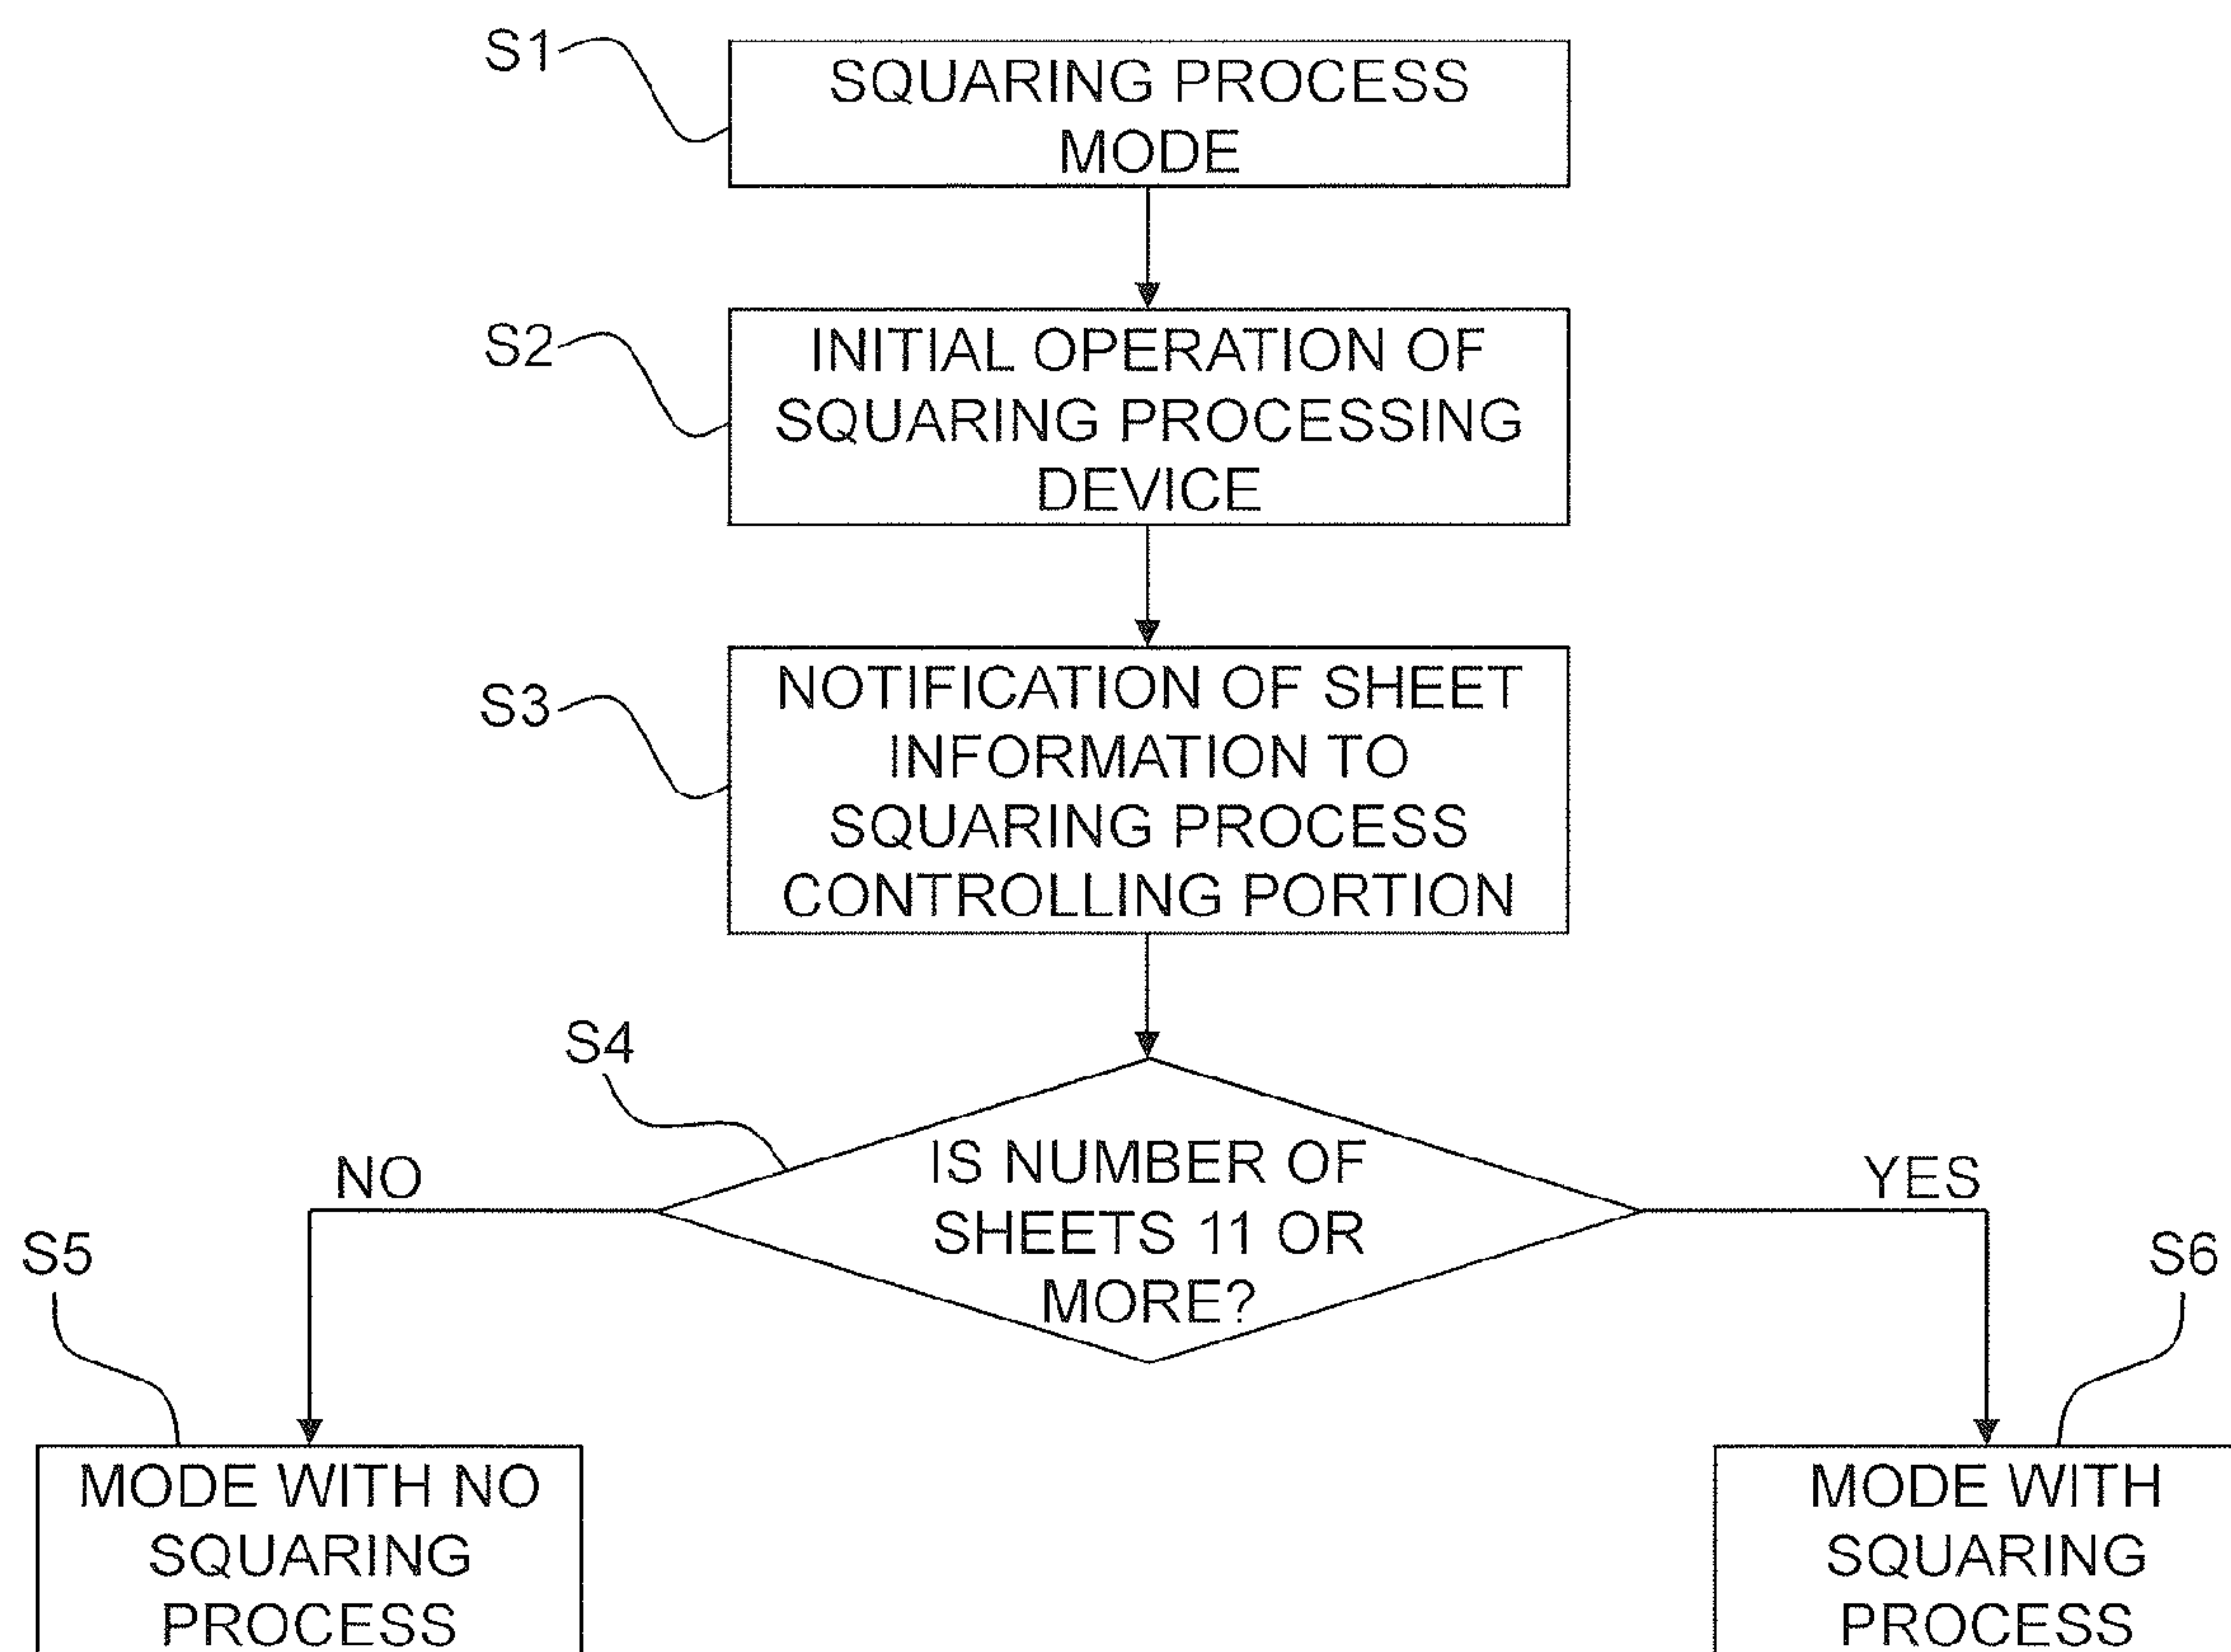 S1
SQUARING PROCESS
MODE
S2
INITIAL OPERATION OF
SQUARING PROCESSING
DEVICE
S3
NOTIFICATION OF SHEET
INFORMATION TO
SQUARING PROCESS
CONTROLLING PORTION
S4
IS NUMBER OF
SHEETS 11 OR
MORE?
NO
YES
S5
MODE WITH NO
SQUARING
PROCESS
S6
MODE WITH
SQUARING
PROCESS